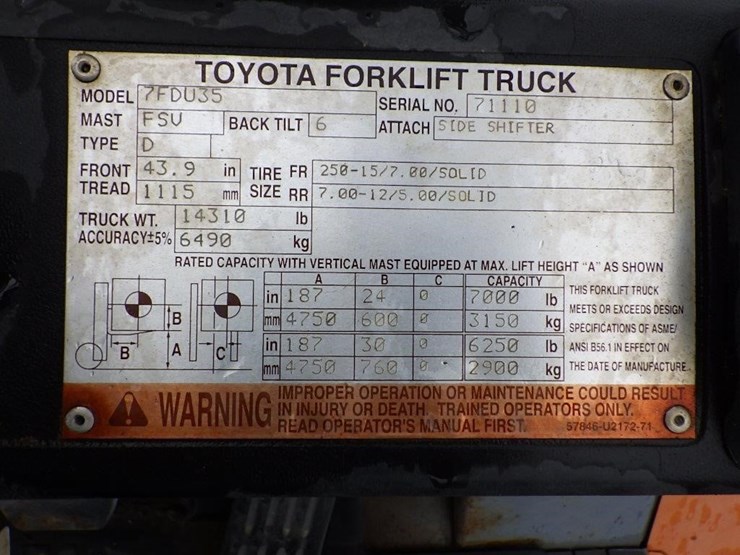 TOYOTA FORKLIFT TRUCK
MODEL 7FDU35 SERIAL NO. 71110
MAST FSV BACK TILT 6 ATTACH SIDE SHIFTER
TYPE D
FRONT TREAD 43.9 in 1115 mm
TIRE SIZE FR 250-15/7.00/SOLID
RR 7.00-12/5.00/SOLID
TRUCK WT. 14310 lb
ACCURACY±5% 6490 kg
RATED CAPACITY WITH VERTICAL MAST EQUIPPED AT MAX. LIFT HEIGHT "A" AS SHOWN
A B C CAPACITY
in 187 24 0 7000 lb
mm 4750 600 0 3150 kg
in 187 30 0 6250 lb
mm 4750 760 0 2900 kg
B B A C
THIS FORKLIFT TRUCK
MEETS OR EXCEEDS DESIGN
SPECIFICATIONS OF ASME/
ANSI B56.1 IN EFFECT ON
THE DATE OF MANUFACTURE.
WARNING
IMPROPER OPERATION OR MAINTENANCE COULD RESULT
IN INJURY OR DEATH. TRAINED OPERATORS ONLY.
READ OPERATOR'S MANUAL FIRST.
57846-U2172-71